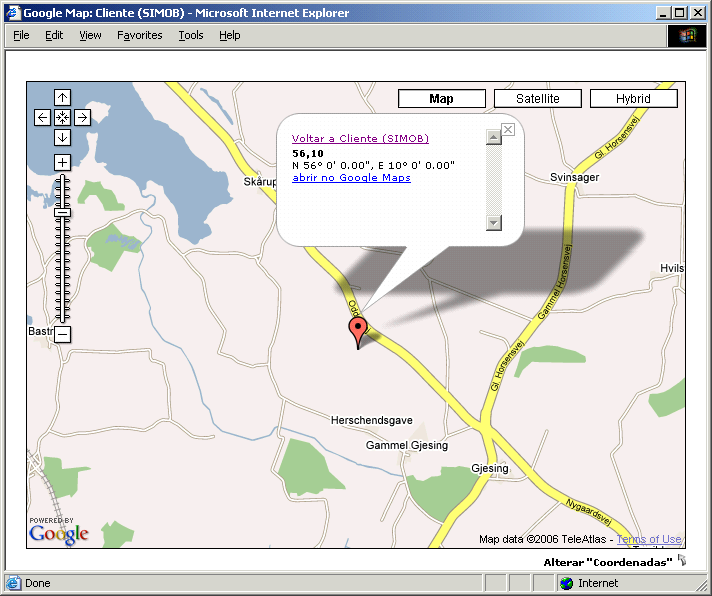 Google Map: Cliente (SIMOB) - Microsoft Internet Explorer
File Edit View Favorites Tools Help
Map Satellite Hybrid
Voltar a Cliente (SIMOB)
56,10
N 56º 0' 0.00", E 10º 0' 0.00"
abrir no Google Maps
Gl Horsensvej
Skårup
Svinsager
Gammel Horsensvej
Hvils
Bastr
Gl Horsensvej
Herschendsgave
Gammel Gjesing
Gjesing
Nygaardsvej
POWERED BY
Google
Map data ©2006 TeleAtlas - Terms of Use
Alterar "Coordenadas"
Done Internet